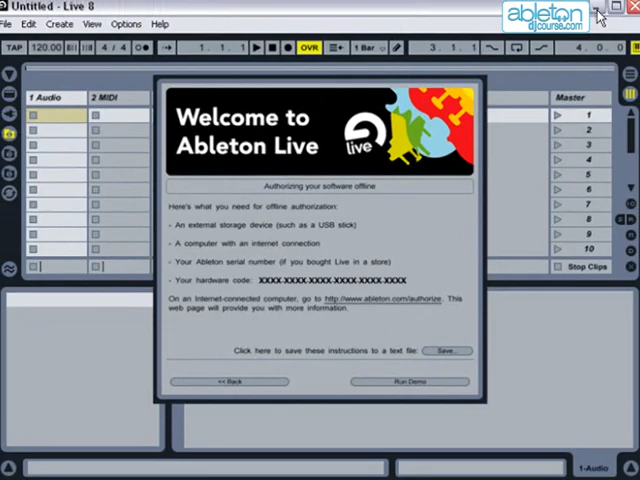 Untitled - Live 8
ableton
djcourse.com
File Edit Create View Options Help
TAP 120.00 4 / 4 1. 1. 1 OVR 1 Bar 3. 1. 1 4. 0. 0
1 Audio 2 MIDI Master
Welcome to
Ableton Live
live
1
2
3
4
5
6
7
8
9
10
Stop Clips
Authorizing your software offline
Here's what you need for offline authorization:
- An external storage device (such as a USB stick)
- A computer with an internet connection
- Your Ableton serial number (if you bought Live in a store)
- Your hardware code: XXXX-XXXX-XXXX-XXXX-XXXX-XXXX
On an Internet-connected computer, go to http://www.ableton.com/authorize. This
web page will provide you with more information.
Click here to save these instructions to a text file: Save...
<< Back Run Demo
1-Audio